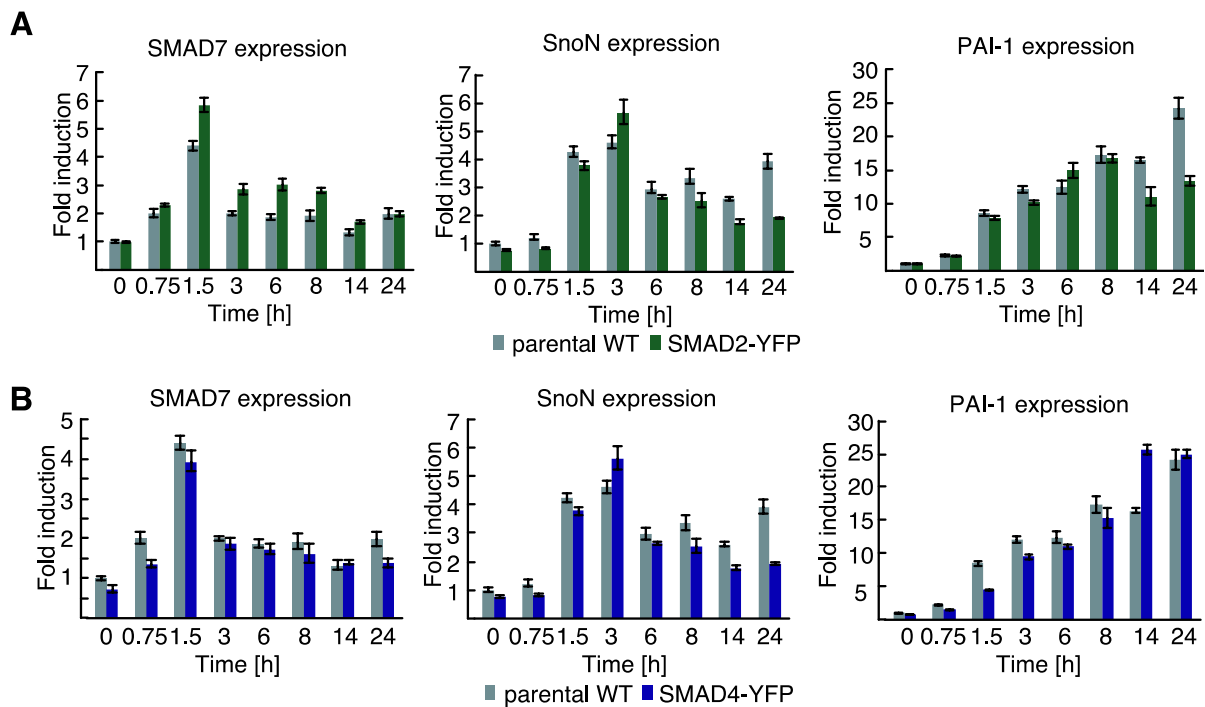 A
SMAD7 expression
Fold induction
7
6
5
4
3
2
1
0 0.75 1.5 3 6 8 14 24
Time [h]
SnoN expression
Fold induction
7
6
5
4
3
2
1
0 0.75 1.5 3 6 8 14 24
Time [h]
PAI-1 expression
Fold induction
30
25
20
15
10
5
0 0.75 1.5 3 6 8 14 24
Time [h]
parental WT SMAD2-YFP
B
SMAD7 expression
Fold induction
5
4
3
2
1
0 0.75 1.5 3 6 8 14 24
Time [h]
SnoN expression
Fold induction
7
6
5
4
3
2
1
0 0.75 1.5 3 6 8 14 24
Time [h]
PAI-1 expression
Fold induction
30
25
20
15
10
5
0 0.75 1.5 3 6 8 14 24
Time [h]
parental WT SMAD4-YFP